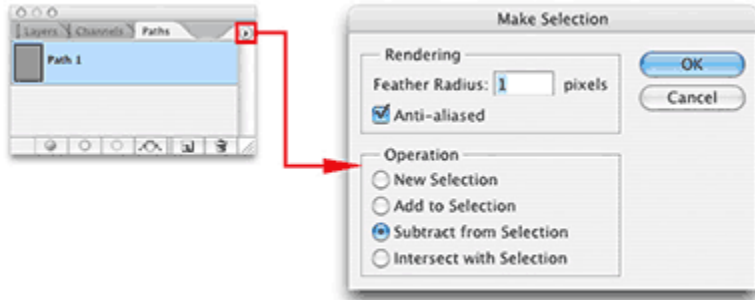 Layers Channels Paths
Path 1
Make Selection
Rendering
Feather Radius: 1 pixels
Anti-aliased
OK
Cancel
Operation
New Selection
Add to Selection
Subtract from Selection
Intersect with Selection